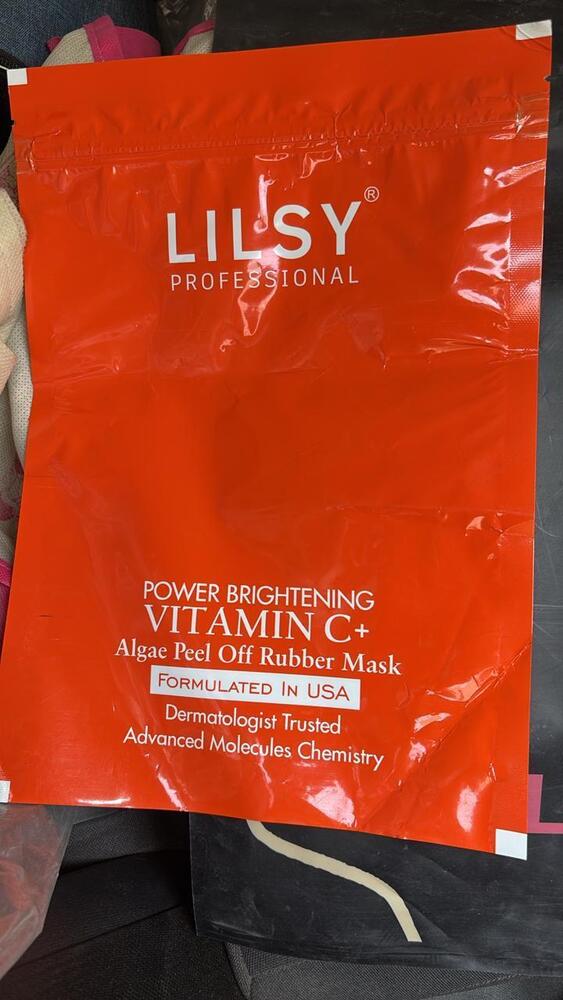 LILSY®
PROFESSIONAL
POWER BRIGHTENING
VITAMIN C+
Algae Peel Off Rubber Mask
FORMULATED IN USA
Dermatologist Trusted
Advanced Molecules Chemistry